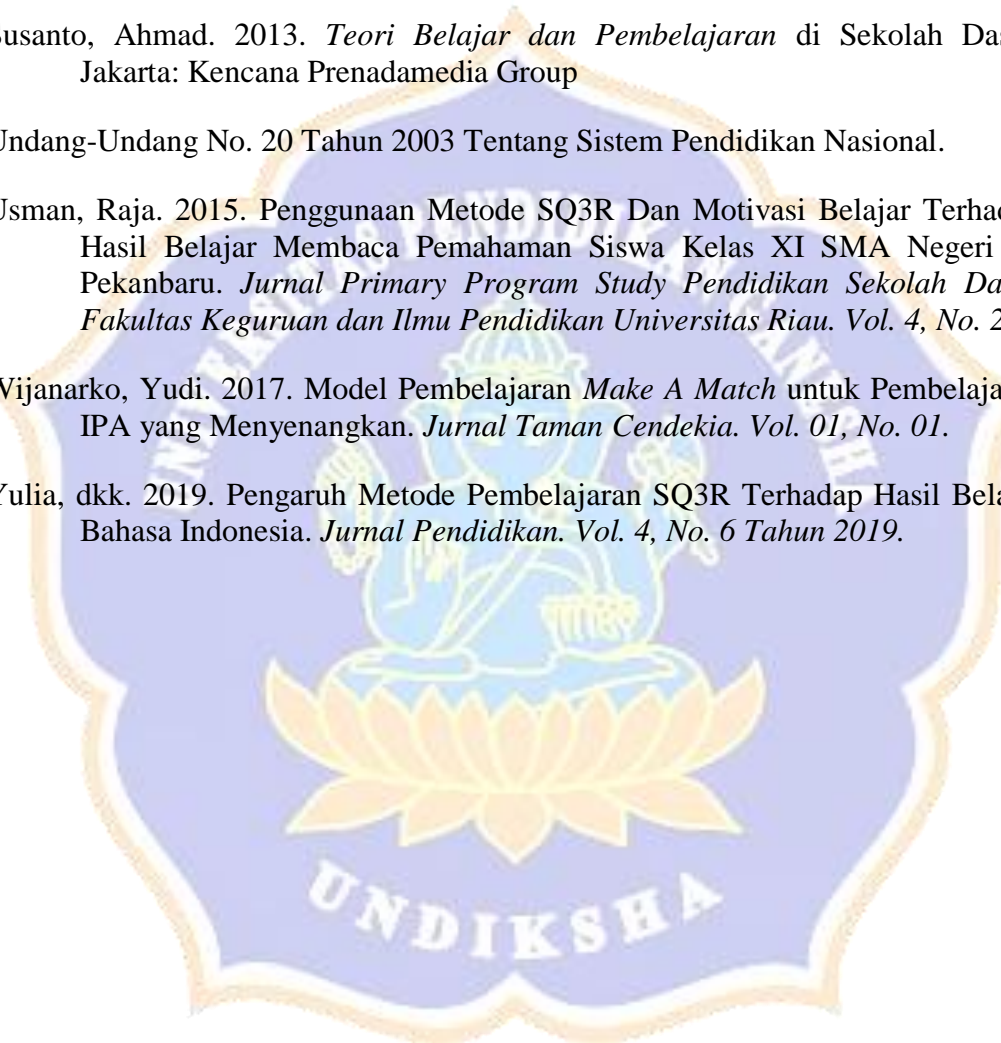 usanto, Ahmad. 2013. Teori Belajar dan Pembelajaran di Sekolah Das
Jakarta: Kencana Prenadamedia Group
Undang-Undang No. 20 Tahun 2003 Tentang Sistem Pendidikan Nasional.
Usman, Raja. 2015. Penggunaan Metode SQ3R Dan Motivasi Belajar Terhad
Hasil Belajar Membaca Pemahaman Siswa Kelas XI SMA Negeri
Pekanbaru. Jurnal Primary Program Study Pendidikan Sekolah Da
Fakultas Keguruan dan Ilmu Pendidikan Universitas Riau. Vol. 4, No. 2
Wijanarko, Yudi. 2017. Model Pembelajaran Make A Match untuk Pembelaja
IPA yang Menyenangkan. Jurnal Taman Cendekia. Vol. 01, No. 01.
Yulia, dkk. 2019. Pengaruh Metode Pembelajaran SQ3R Terhadap Hasil Bela
Bahasa Indonesia. Jurnal Pendidikan. Vol. 4, No. 6 Tahun 2019.
UNIVERSITAS PENDIDIKAN GANESHA
UNDIKSHA